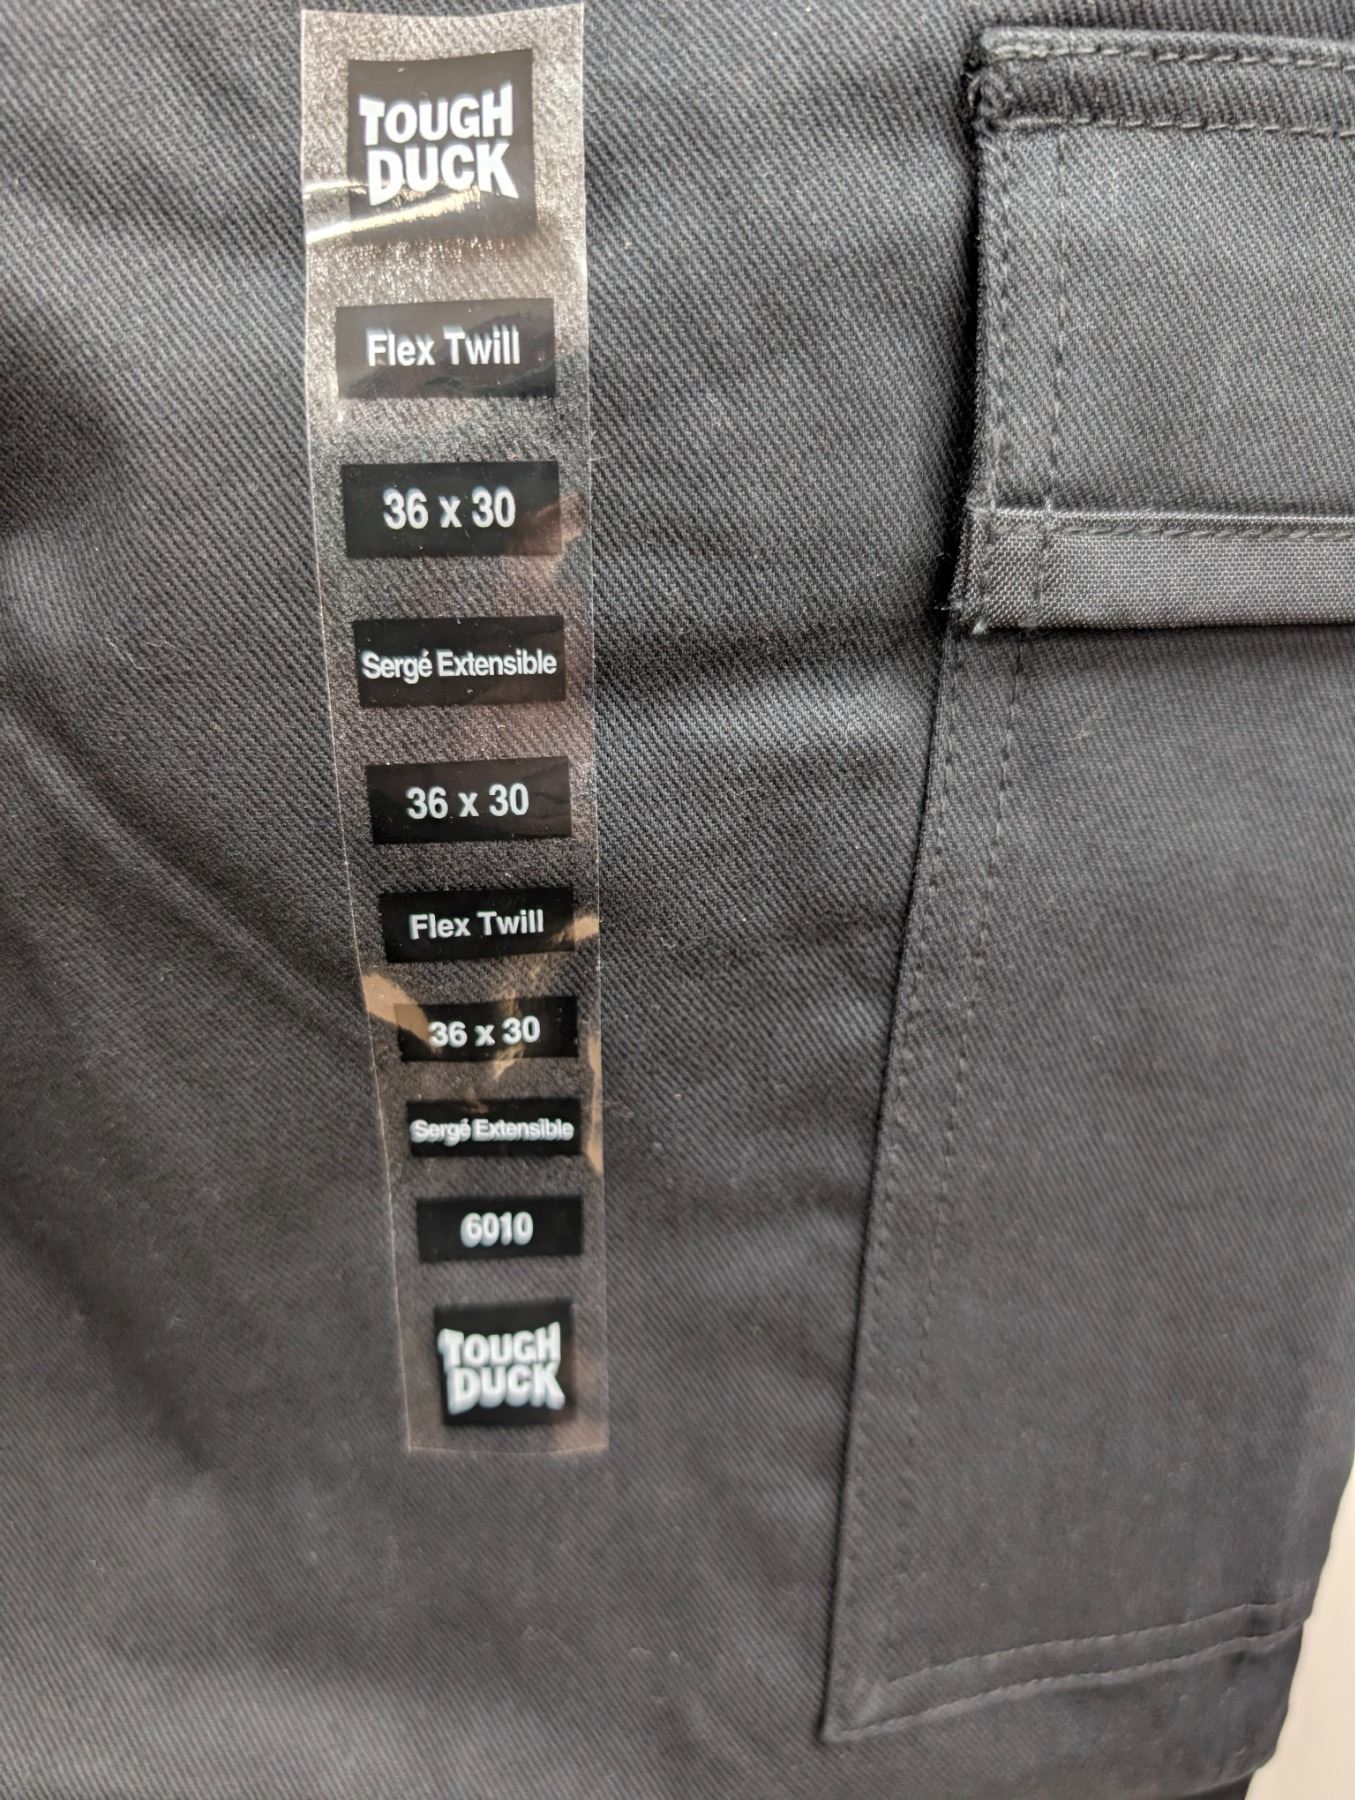 TOUGH
DUCK
Flex Twill
36 x 30
Sergé Extensible
36 x 30
Flex Twill
36 x 30
Sergé Extensible
6010
TOUGH
DUCK